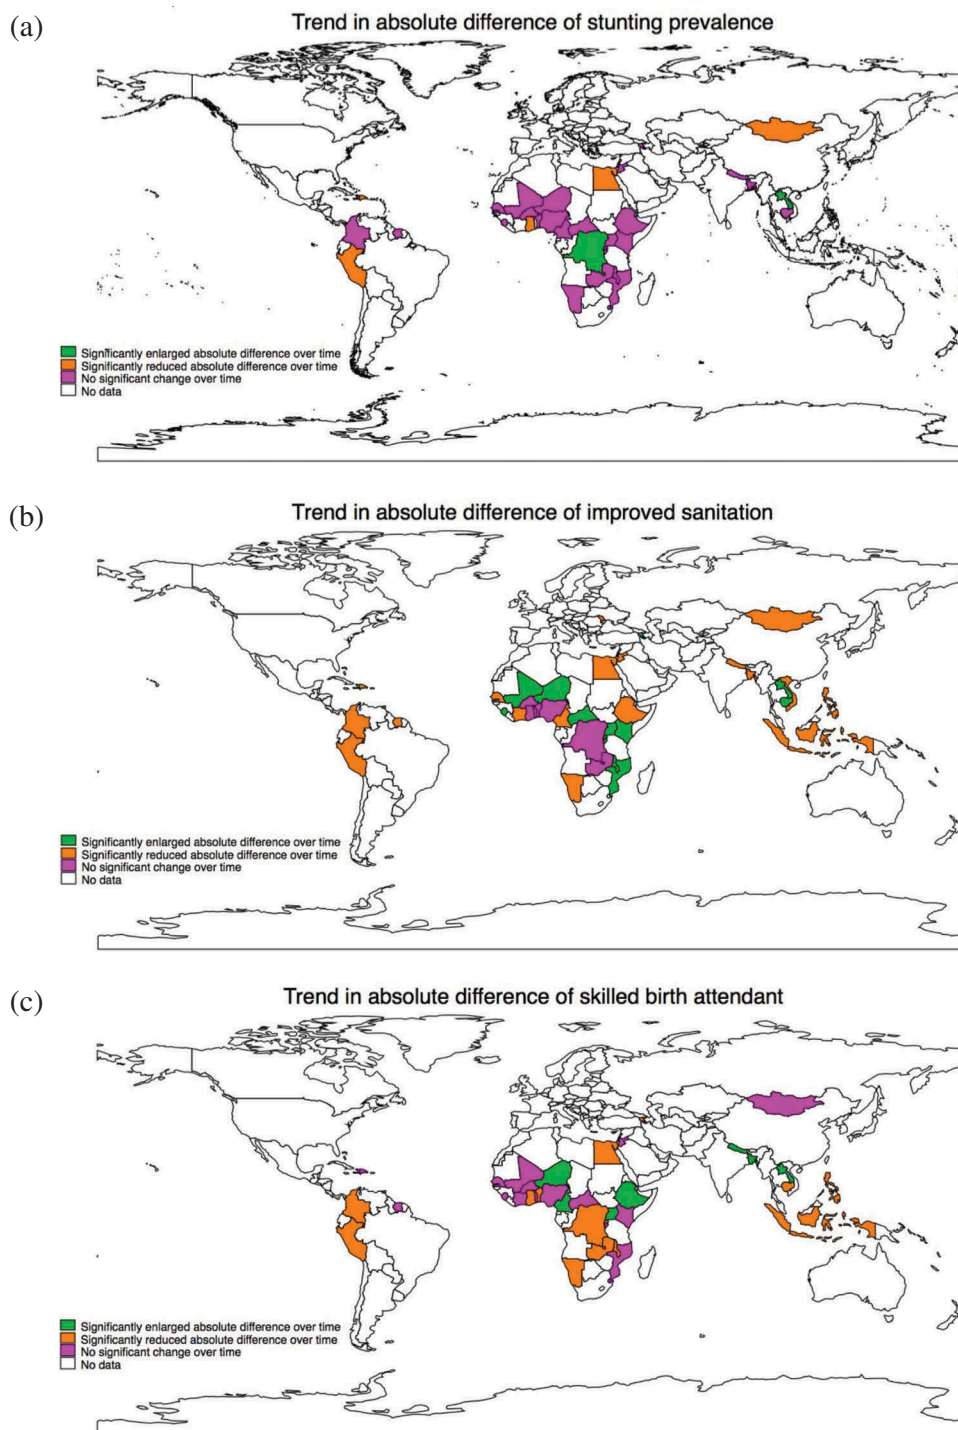 (a)
Trend in absolute difference of stunting prevalence
Significantly enlarged absolute difference over time
Significantly reduced absolute difference over time
No significant change over time
No data
(b)
Trend in absolute difference of improved sanitation
Significantly enlarged absolute difference over time
Significantly reduced absolute difference over time
No significant change over time
No data
(c)
Trend in absolute difference of skilled birth attendant
Significantly enlarged absolute difference over time
Significantly reduced absolute difference over time
No significant change over time
No data